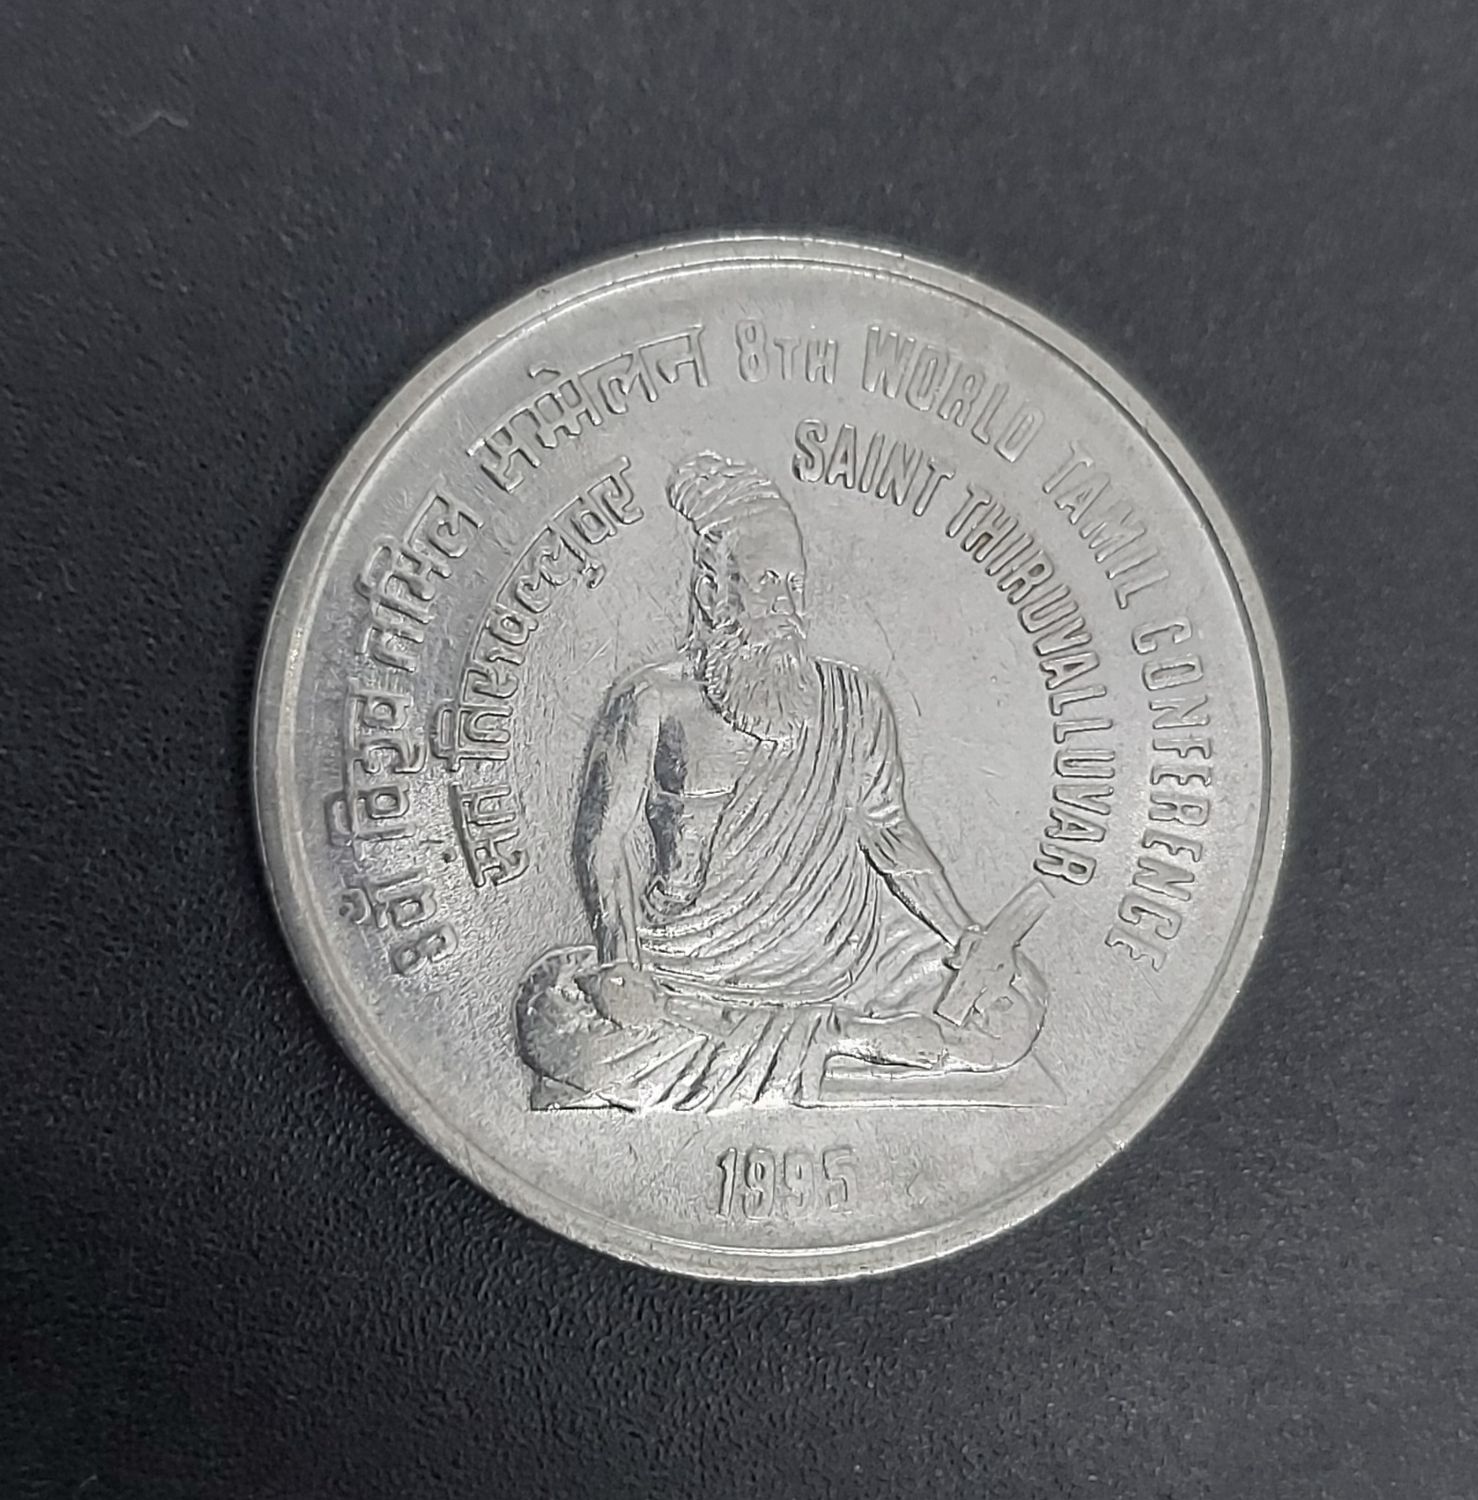 8वाँ विश्व तमिल सम्मेलन 8TH WORLD TAMIL CONFERENCE
संत तिरुवल्लुवर SAINT THIRUVALLUVAR
1995